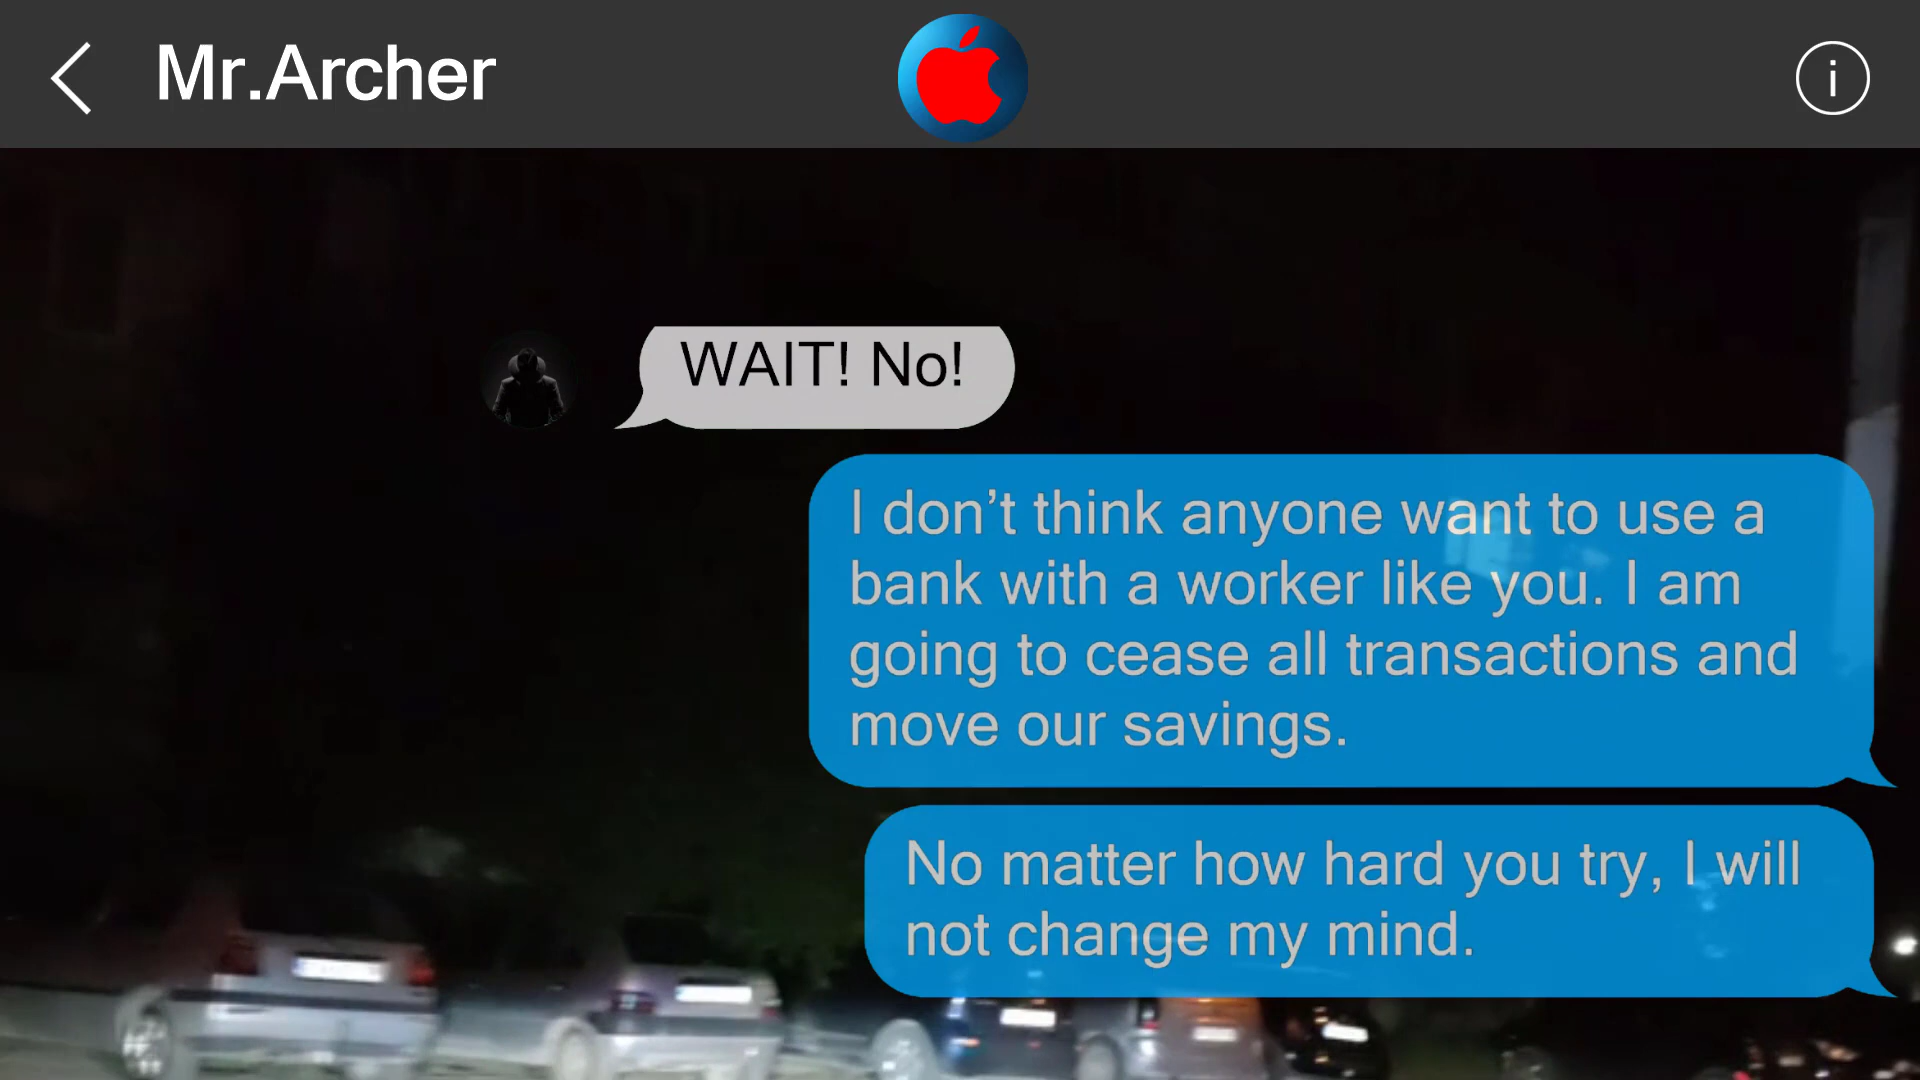 Mr.Archer
i
WAIT! No!
I don’t think anyone want to use a
bank with a worker like you. I am
going to cease all transactions and
move our savings.
No matter how hard you try, I will
not change my mind.